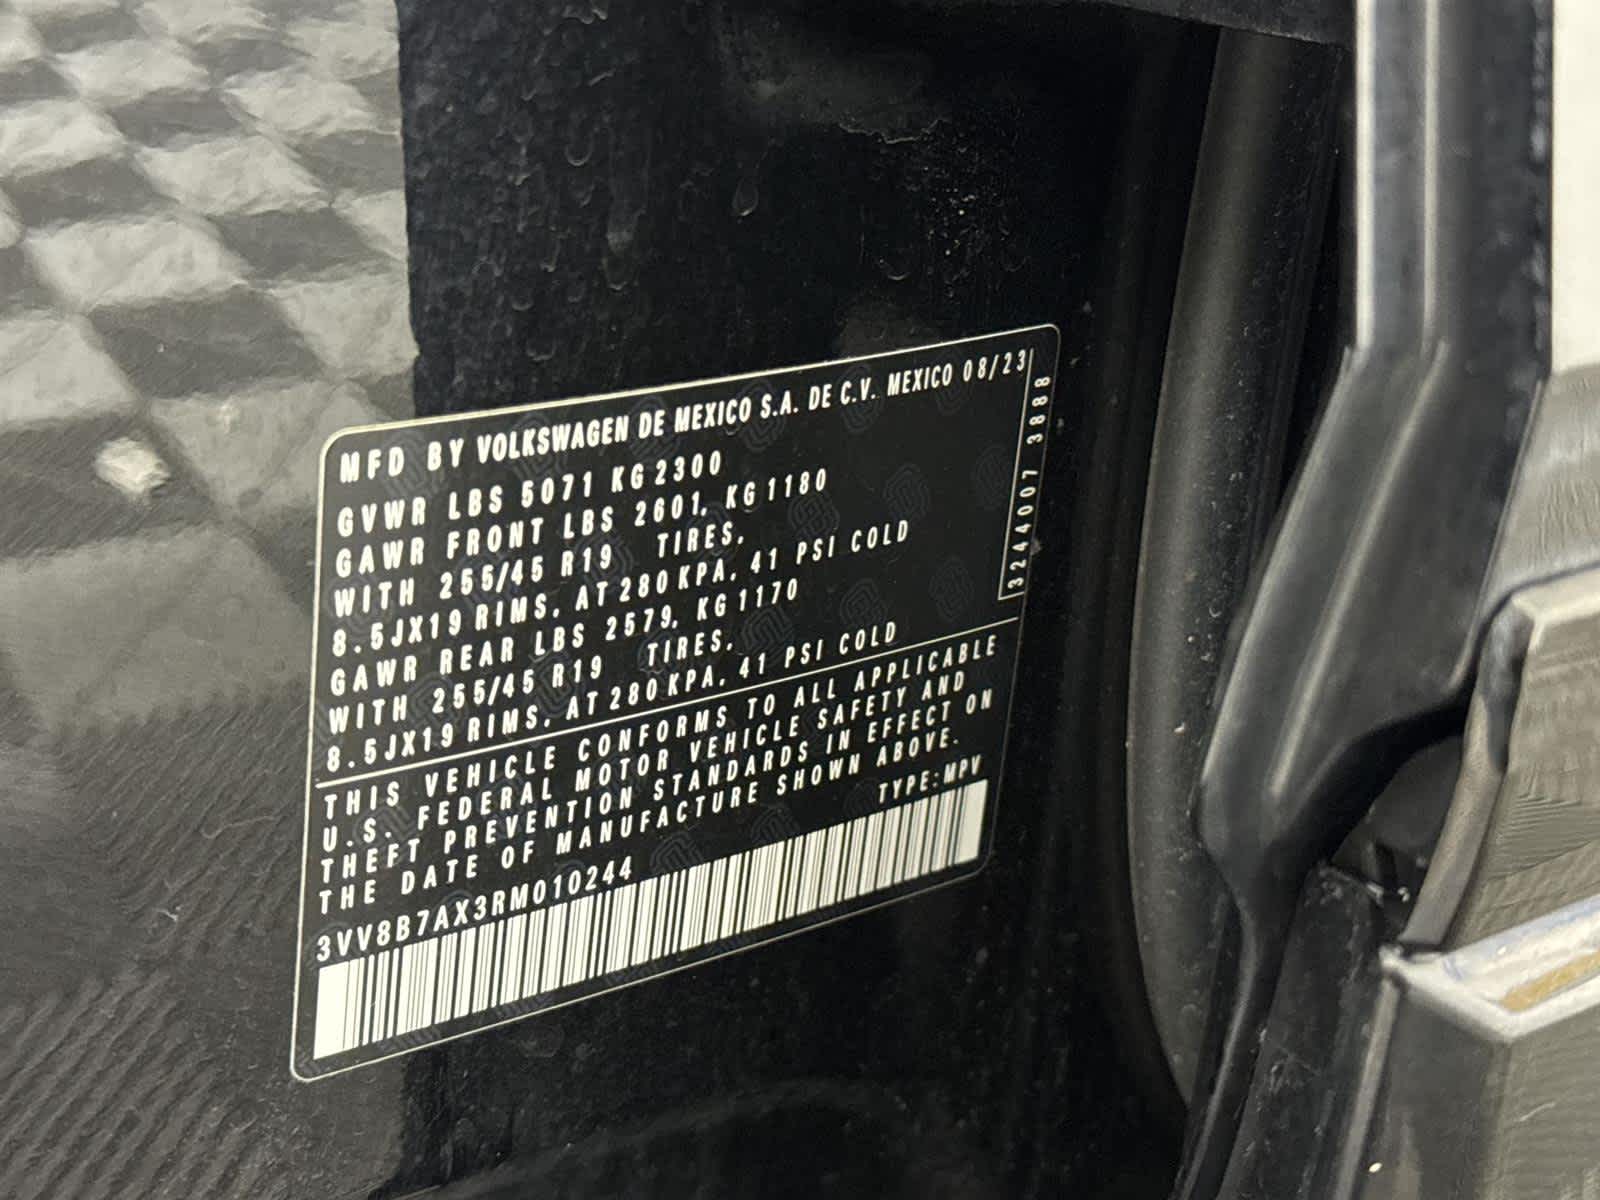 MFD BY VOLKSWAGEN DE MEXICO S.A. DE C.V. MEXICO 08/23
GVWR LBS 5071 KG 2300
GAWR FRONT LBS 2601, KG 1180
WITH 255/45 R19 TIRES,
8.5JX19 RIMS, AT 280 KPA, 41 PSI COLD
GAWR REAR LBS 2579, KG 1170
WITH 255/45 R19 TIRES,
8.5JX19 RIMS, AT 280 KPA, 41 PSI COLD
3244007 3888
THIS VEHICLE CONFORMS TO ALL APPLICABLE
U.S. FEDERAL MOTOR VEHICLE SAFETY AND
THEFT PREVENTION STANDARDS IN EFFECT ON
THE DATE OF MANUFACTURE SHOWN ABOVE.
3VV8B7AX3RM010244 TYPE: MPV